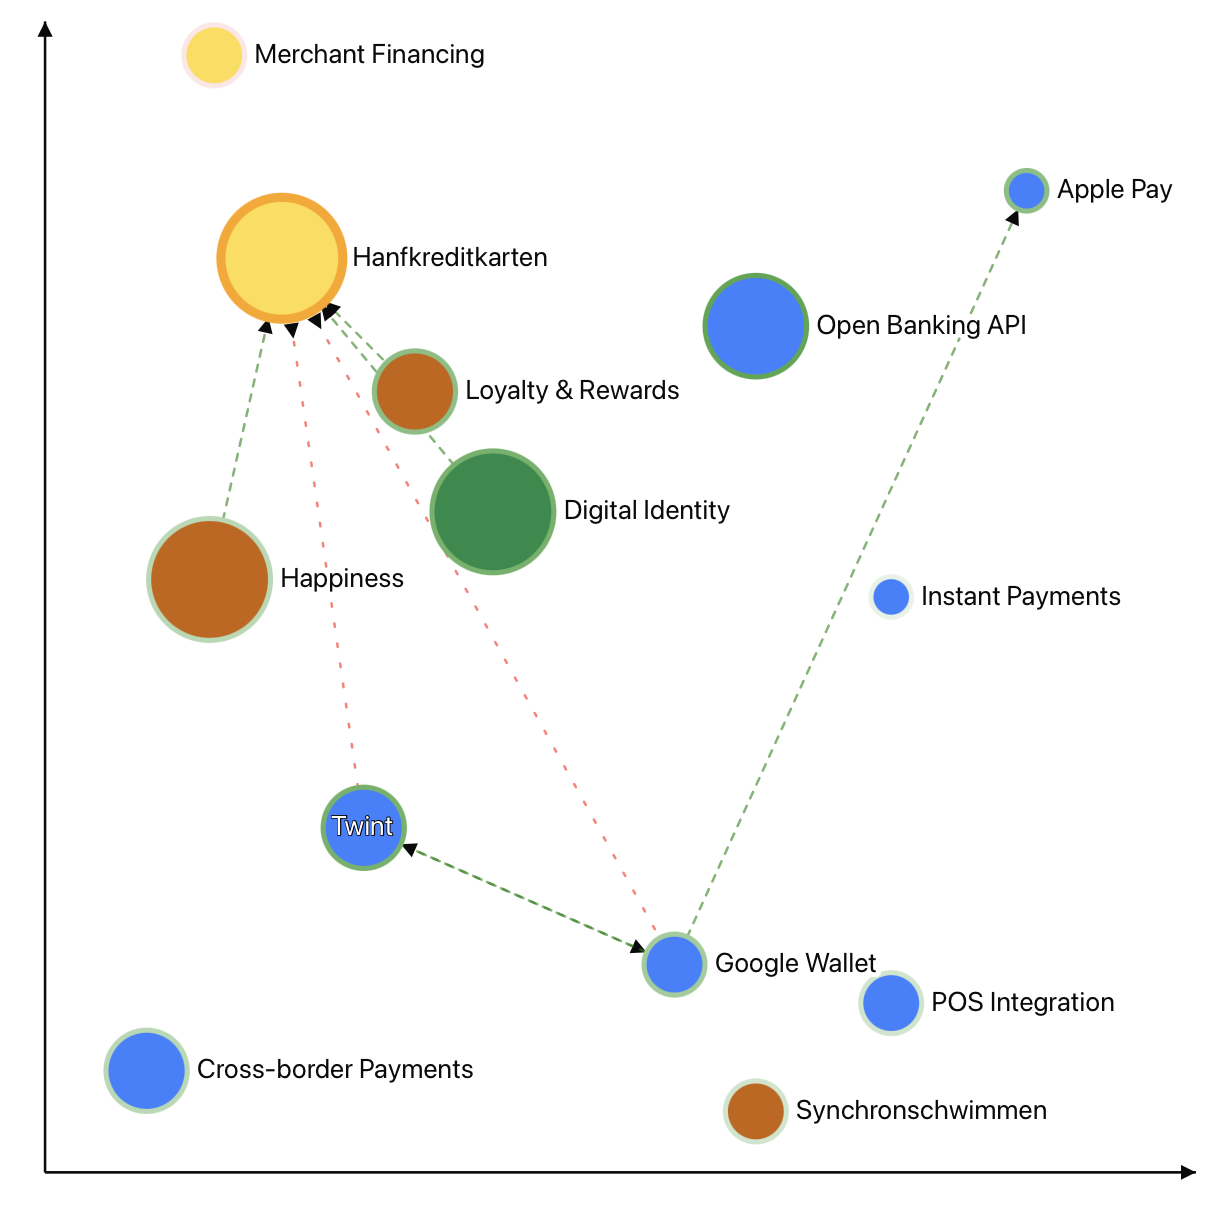 Merchant Financing
Apple Pay
Hanfkreditkarten
Open Banking API
Loyalty & Rewards
Digital Identity
Happiness
Instant Payments
Twint
Google Wallet
POS Integration
Cross-border Payments
Synchronschwimmen